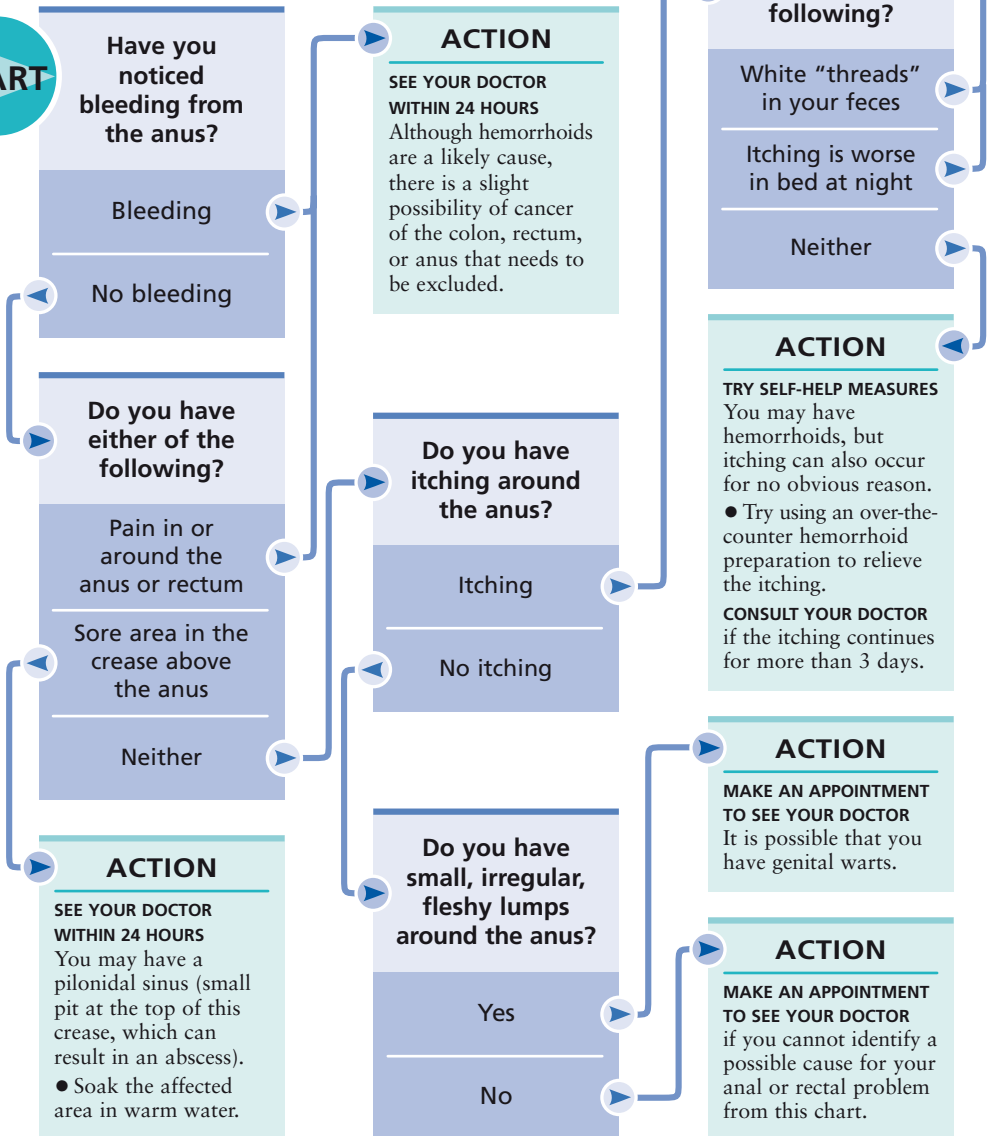 ART
Have you
noticed
bleeding from
the anus?
Bleeding
No bleeding
Do you have
either of the
following?
Pain in or
around the
anus or rectum
Sore area in the
crease above
the anus
Neither
ACTION
SEE YOUR DOCTOR
WITHIN 24 HOURS
You may have a
pilonidal sinus (small
pit at the top of this
crease, which can
result in an abscess).
● Soak the affected
area in warm water.
ACTION
SEE YOUR DOCTOR
WITHIN 24 HOURS
Although hemorrhoids
are a likely cause,
there is a slight
possibility of cancer
of the colon, rectum,
or anus that needs to
be excluded.
Do you have
itching around
the anus?
Itching
No itching
Do you have
small, irregular,
fleshy lumps
around the anus?
Yes
No
following?
White “threads”
in your feces
Itching is worse
in bed at night
Neither
ACTION
TRY SELF-HELP MEASURES
You may have
hemorrhoids, but
itching can also occur
for no obvious reason.
● Try using an over-the-
counter hemorrhoid
preparation to relieve
the itching.
CONSULT YOUR DOCTOR
if the itching continues
for more than 3 days.
ACTION
MAKE AN APPOINTMENT
TO SEE YOUR DOCTOR
It is possible that you
have genital warts.
ACTION
MAKE AN APPOINTMENT
TO SEE YOUR DOCTOR
if you cannot identify a
possible cause for your
anal or rectal problem
from this chart.